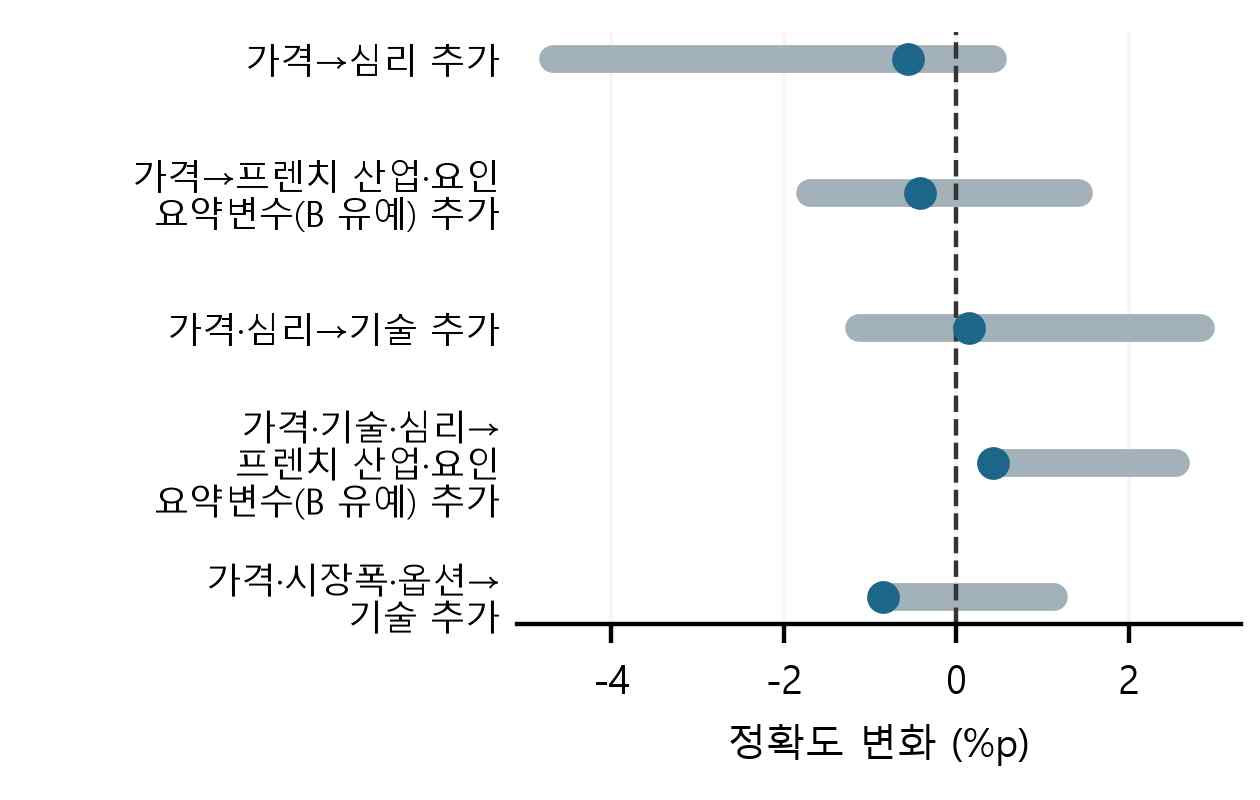 가격→심리 추가
가격→프렌치 산업·요인
요약변수(B 유예) 추가
가격·심리→기술 추가
가격·기술·심리→
프렌치 산업·요인
요약변수(B 유예) 추가
가격·시장폭·옵션→
기술 추가
-4
-2
0
2
정확도 변화 (%p)